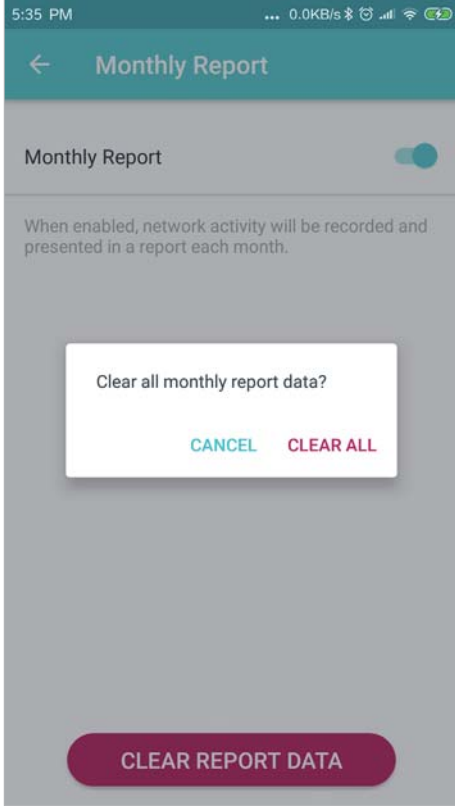 5:35 PM ... 0.0KB/s
Monthly Report
Monthly Report
When enabled, network activity will be recorded and
presented in a report each month.
Clear all monthly report data?
CANCEL CLEAR ALL
CLEAR REPORT DATA